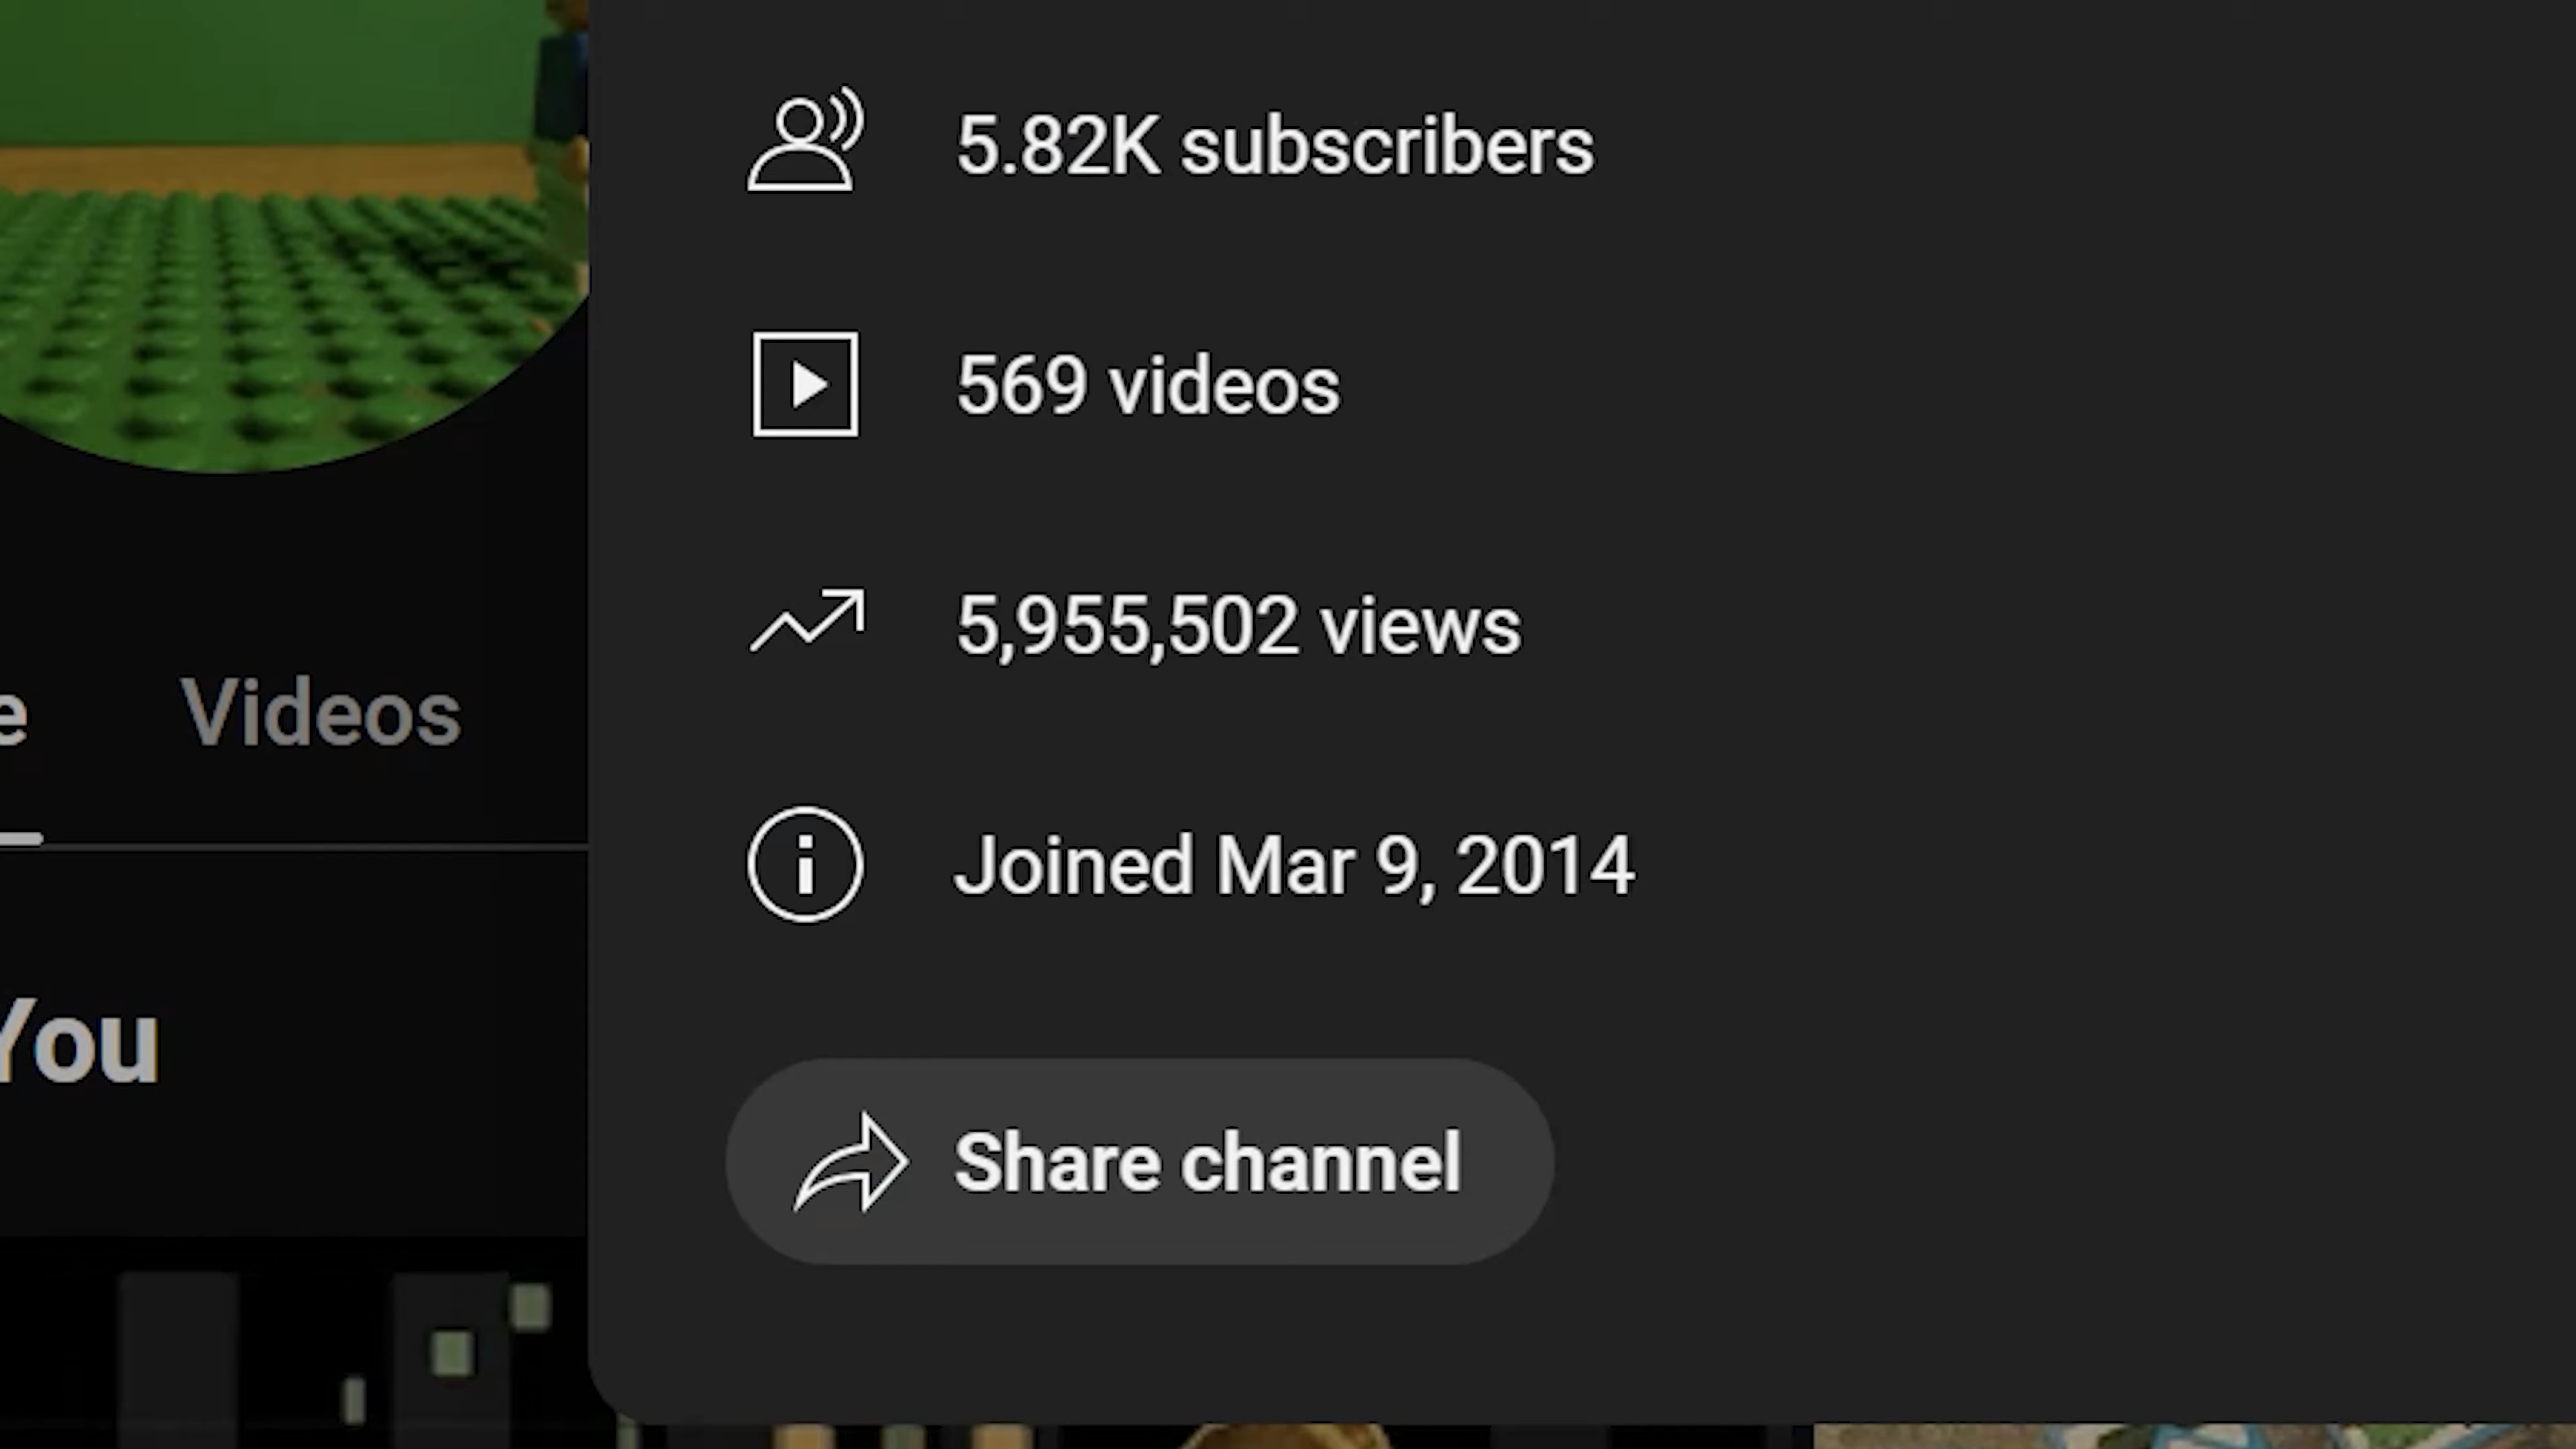 5.82K subscribers
569 videos
5,955,502 views
Videos
Joined Mar 9, 2014
You
Share channel